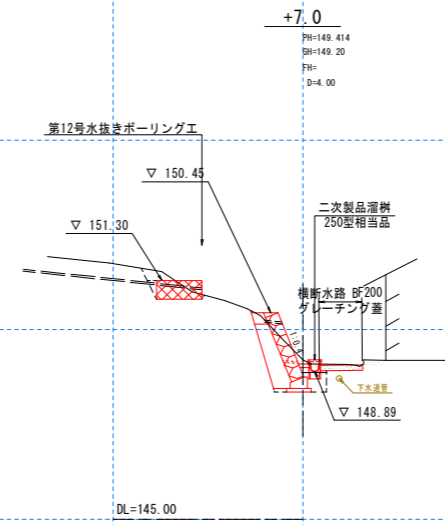 +7.0
PH=149.414
GH=149.20
FH=
D=4.00
第12号水抜きボーリング工
▽ 150.45
二次製品溜桝
250型相当品
▽ 151.30
横断水路 BF200
グレーチング蓋
下水道管
▽ 148.89
DL=145.00